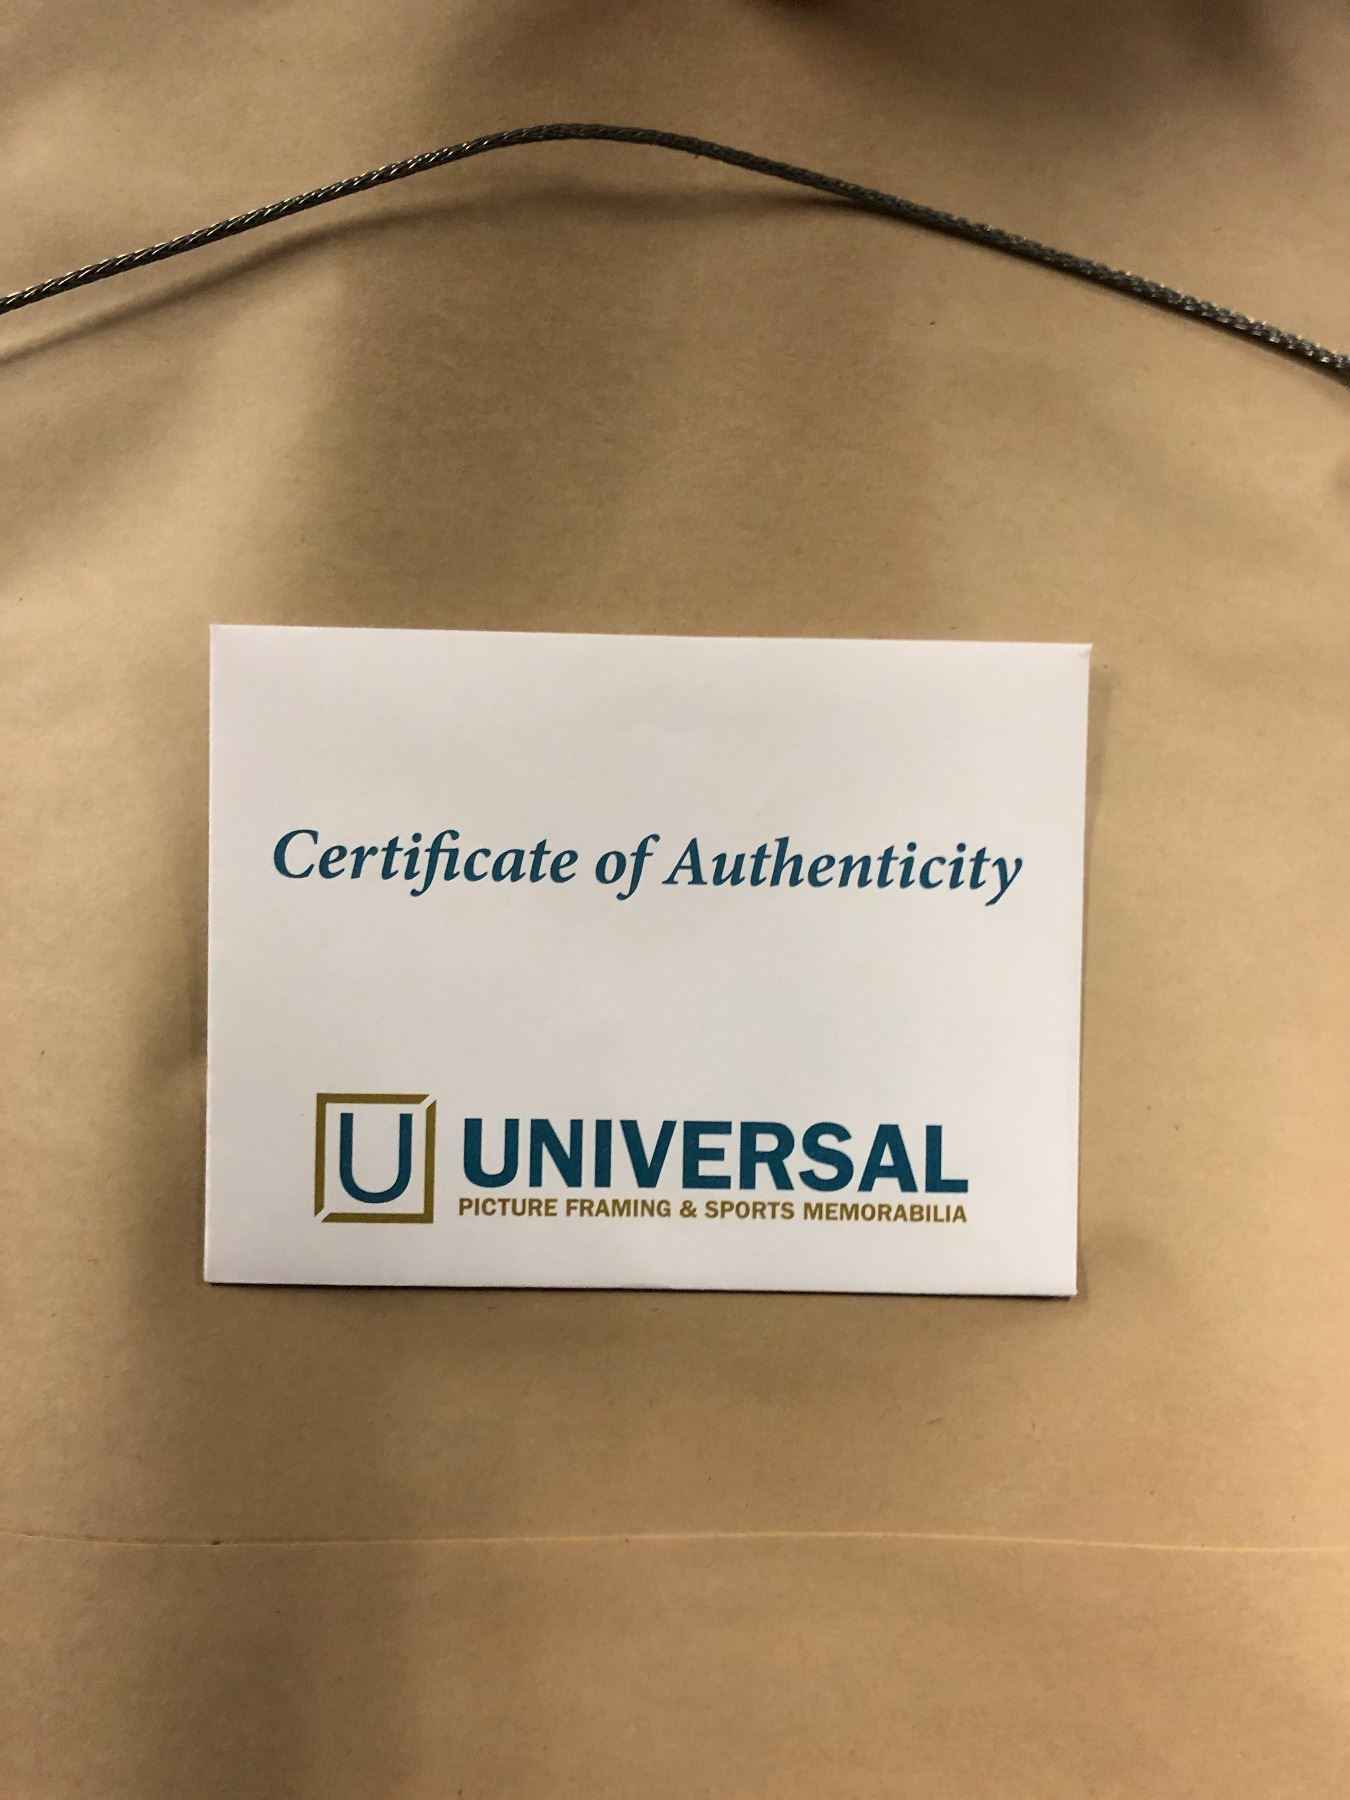 Certificate of Authenticity
U UNIVERSAL
PICTURE FRAMING & SPORTS MEMORABILIA